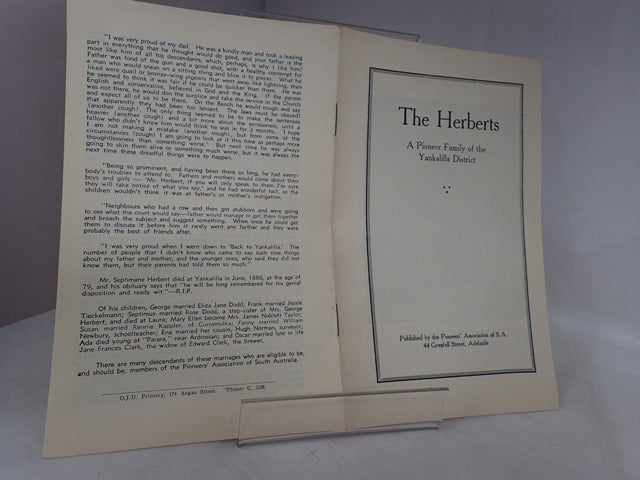 "I was very proud of my dad. He was a kindly man and took a leading
part in everything that he thought would do good, and your father is the
most like him of all his descendants, which, perhaps, is why I like him!
Father was fond of the gun and a good shot, with a healthy contempt for
a man who would sneak on a sitting thing and blow it to pieces. What he
liked were quail or bronze-wing pigeons that went away like lightning, then
he seemed to think it was fair if he could be quicker than them. He was
English and conservative, believed in God and the King. If the parson
was not there, he would don the surplice and take the service in the Church
and expect all of us to be there. On the Bench he would cough and say
that apparently they had been too lement. 'The laws must be obeyed!
(another cough). The only thing seemed to be to make the sentences
heavier (another cough) and a bit more about the seriousness, until a
fellow who didn't know him would think he was in for 3 months. 'I hope
I am not making a mistake (another cough), but from some of the
circumstances (cough) I am going to look at it this time as perhaps more
thoughtlessness than something worse.' But next time he was always
going to skin them alive or something much worse, but it was always the
next time these dreadful things were to happen.
"Being so prominent, and having been there so long, he had every-
body's troubles to attend to. Fathers and mothers would come about their
boys and girls — 'Mr. Herbert, if you will only speak to them I'm sure
they will take notice of what you say,' and he had wonderful tact, so the
children wouldn't think it was at father's or mother's instigation.
"Neighbours who had a row and then got stubborn and were going
to see what the court would say—father would manage to get them together
and broach the subject and suggest something. When once he could get
them to discuss it before him it rarely went any farther and they were
probably the best of friends after.
"I was very proud when I went down to 'Back to Yankalilla.' The
number of people that I didn't know who came to say such nice things
about my father and mother, and the younger ones, who said they did not
know them, but their parents had told them so much."
Mr. Septimane Herbert died at Yankalilla in June, 1886, at the age of
79, and his obituary says that "he will be long remembered for his genial
disposition and ready wit."—R.I.P.
Of his children, George married Eliza Jane Dodd; Frank married Jessie
Tieckelmann; Septimus married Rose Dodd, a step-sister of Mrs. George
Herbert, and died at Laura; Mary Ellen became Mrs. James Noblett Taylor;
Susan married Rennie Kappler, of Curramulka; Fanny married William
Newbury, schoolteacher; Ena married her cousin, Hugh Norman, surveyor;
Ada died young at "Parara," near Ardrossan; and Oscar married late in life
Jane Frances Clark, the widow of Edward Clark, the brewer.
There are many descendants of these marriages who are eligible to be,
and should be, members of the Pioneers' Association of South Australia.
O.J.D. Printery, 174 Angas Street. 'Phone: C. 5108.
The Herberts
A Pioneer Family of the
Yankalilla District
Published by the Pioneers' Association of S.A.
44 Grenfell Street, Adelaide